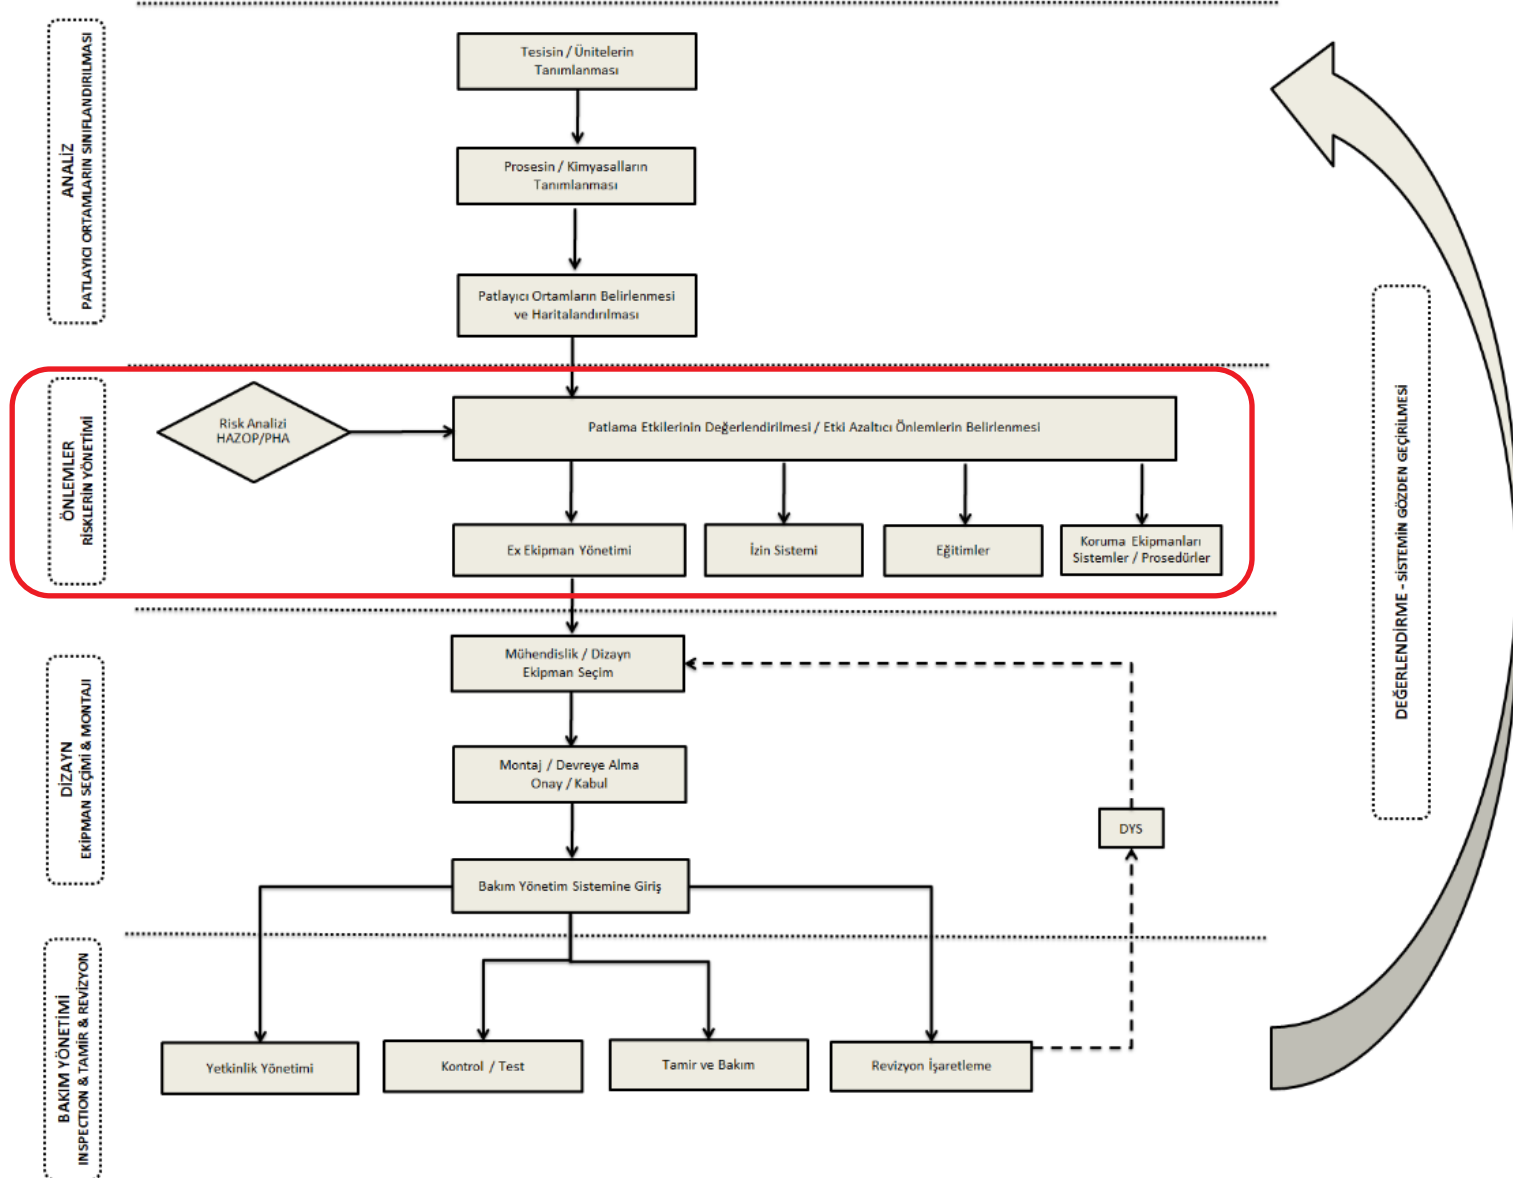 ANALİZ
PATLAYICI ORTAMLARIN SINIFLANDIRILMASI
Tesisin / Ünitelerin
Tanımlanması
Prosesin / Kimyasalların
Tanımlanması
Patlayıcı Ortamların Belirlenmesi
ve Haritalandırılması
ÖNLEMLER
RİSKLERİN YÖNETİMİ
Risk Analizi
HAZOP/PHA
Patlama Etkilerinin Değerlendirilmesi / Etki Azaltıcı Önlemlerin Belirlenmesi
Ex Ekipman Yönetimi
İzin Sistemi
Eğitimler
Koruma Ekipmanları
Sistemler / Prosedürler
DİZAYN
EKİPMAN SEÇİMİ & MONTAJI
Mühendislik / Dizayn
Ekipman Seçim
Montaj / Devreye Alma
Onay / Kabul
Bakım Yönetim Sistemine Giriş
DYS
BAKIM YÖNETİMİ
INSPECTION & TAMİR & REVİZYON
Yetkinlik Yönetimi
Kontrol / Test
Tamir ve Bakım
Revizyon İşaretleme
DEĞERLENDİRME - SİSTEMİN GÖZDEN GEÇİRİLMESİ